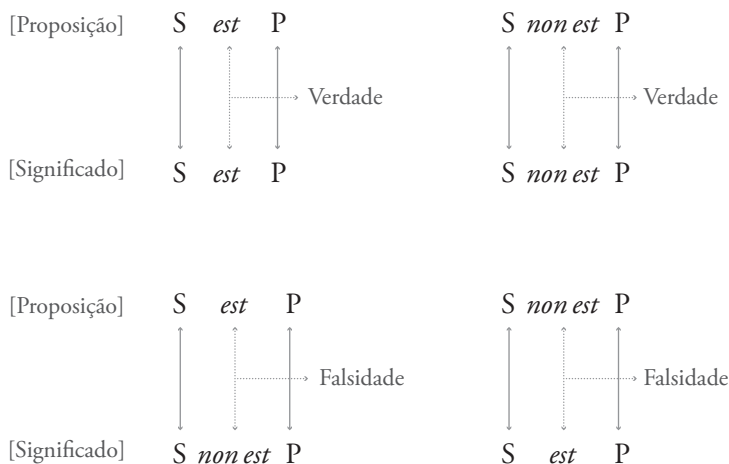 [Proposição] S est P S non est P
Verdade Verdade
[Significado] S est P S non est P
[Proposição] S est P S non est P
Falsidade Falsidade
[Significado] S non est P S est P